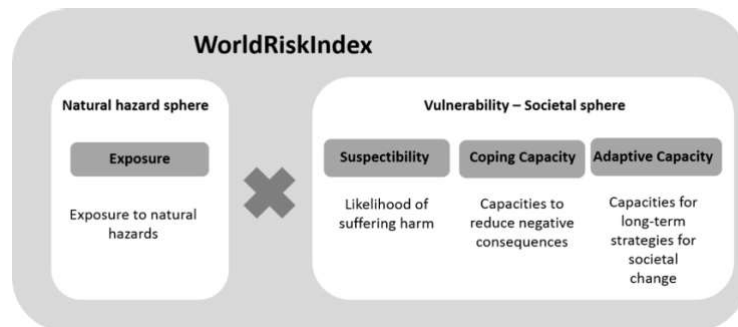 WorldRiskIndex
Natural hazard sphere
Exposure
Exposure to natural
hazards
Vulnerability – Societal sphere
Suspectibility
Likelihood of
suffering harm
Coping Capacity
Capacities to
reduce negative
consequences
Adaptive Capacity
Capacities for
long-term
strategies for
societal
change